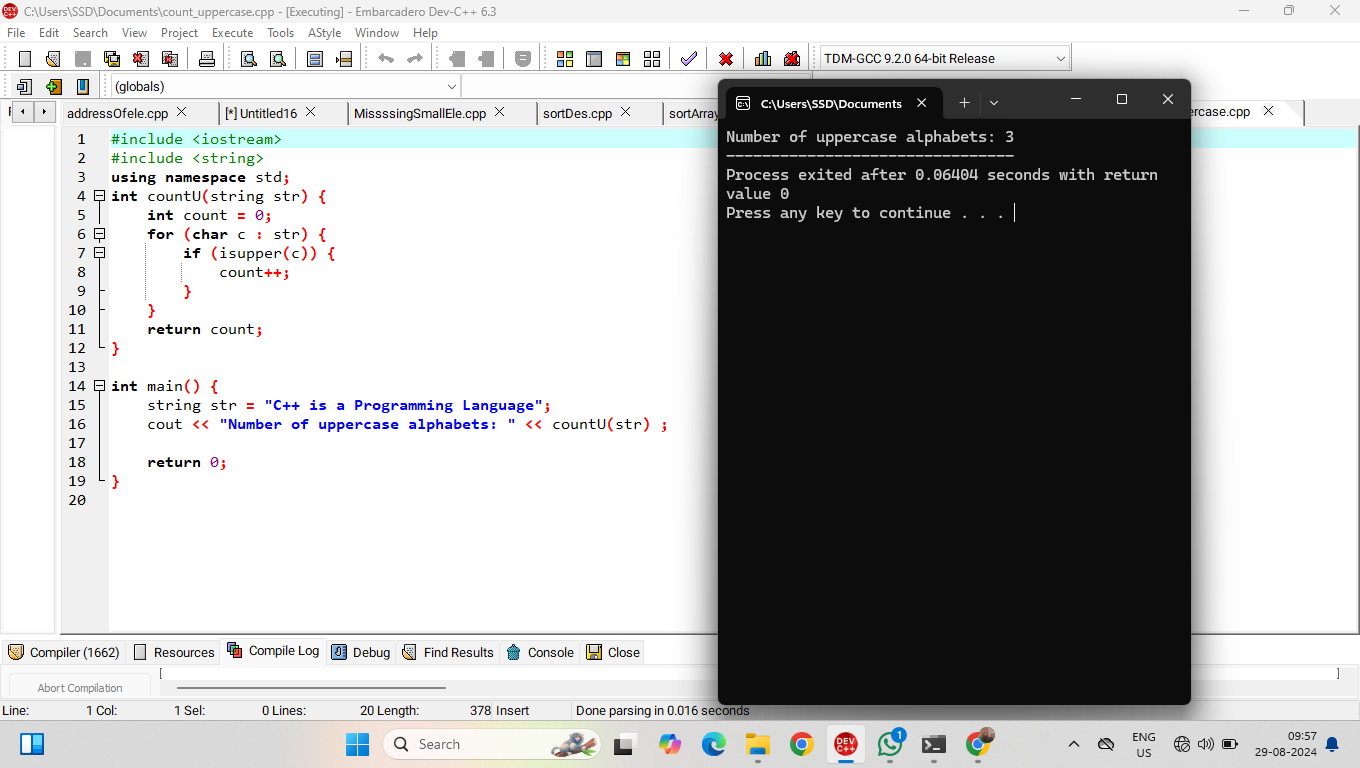 C:\Users\SSD\Documents\count_uppercase.cpp - [Executing] - Embarcadero Dev-C++ 6.3
File Edit Search View Project Execute Tools AStyle Window Help
TDM-GCC 9.2.0 64-bit Release
(globals)
addressOfele.cpp [*] Untitled16 MissssingSmallEle.cpp sortDes.cpp sortArray ercase.cpp
1 #include <iostream>
2 #include <string>
3 using namespace std;
4 int countU(string str) {
5 int count = 0;
6 for (char c : str) {
7 if (isupper(c)) {
8 count++;
9 }
10 }
11 return count;
12 }
13
14 int main() {
15 string str = "C++ is a Programming Language";
16 cout << "Number of uppercase alphabets: " << countU(str) ;
17
18 return 0;
19 }
20
C:\Users\SSD\Documents
Number of uppercase alphabets: 3
--------------------------------
Process exited after 0.06404 seconds with return
value 0
Press any key to continue . . .
Compiler (1662) Resources Compile Log Debug Find Results Console Close
Abort Compilation
Line: 1 Col: 1 Sel: 0 Lines: 20 Length: 378 Insert Done parsing in 0.016 seconds
Search
DEV C++
1
ENG
US
09:57
29-08-2024